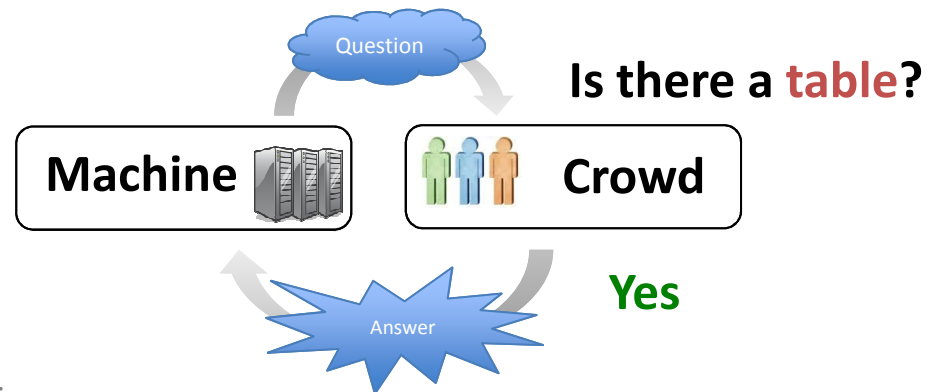 Question
Is there a table?
Machine
Crowd
Yes
Answer